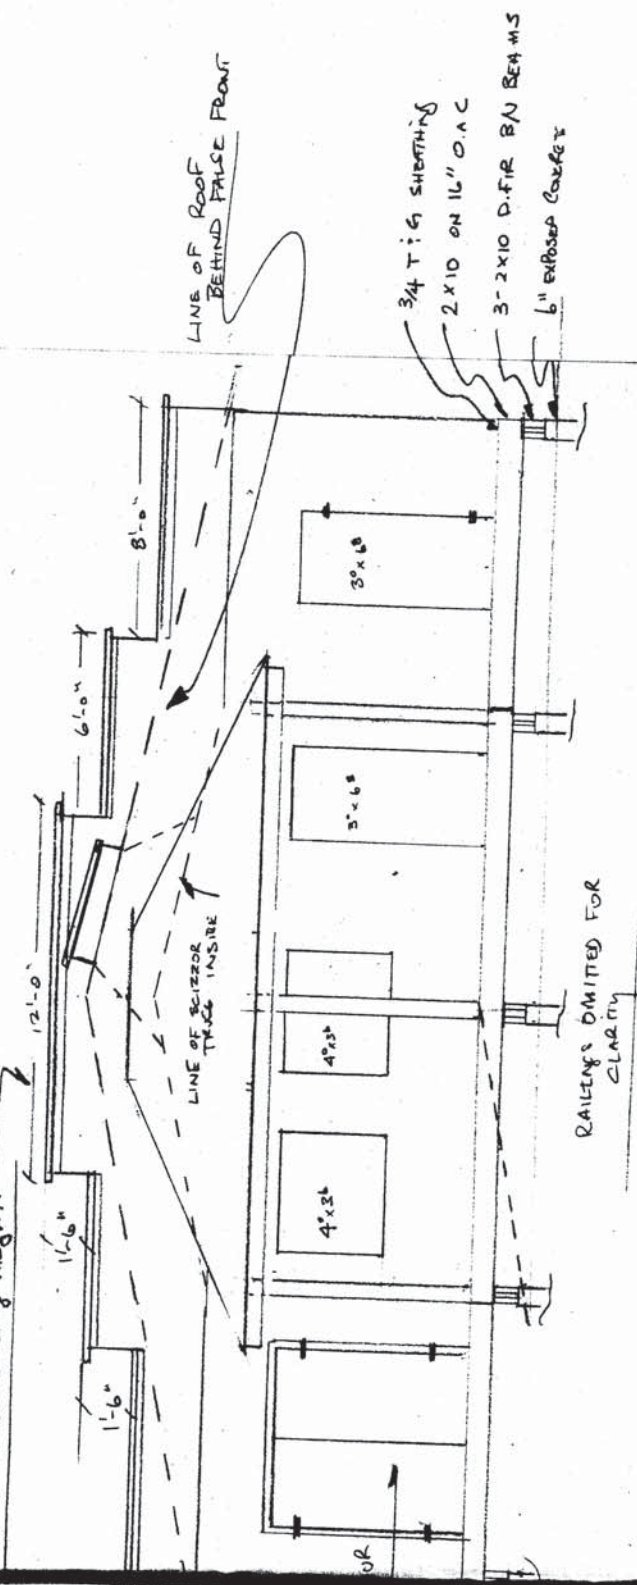 12'-0"
6'-0"
8'-0"
1'-6"
1'-6"
LINE OF ROOF
BEHIND FALSE FRONT
LINE OF SCIZZOR
TRUSS INSIDE
4⁰x3⁶
4⁰x3⁶
3⁰x6⁸
3⁰x6⁸
3/4 T & G SHEATHING
2X10 ON 16" O.A.C
3-2X10 D.FIR B/N BEAMS
6" EXPOSED CONCRETE
RAILINGS OMITTED FOR
CLARITY